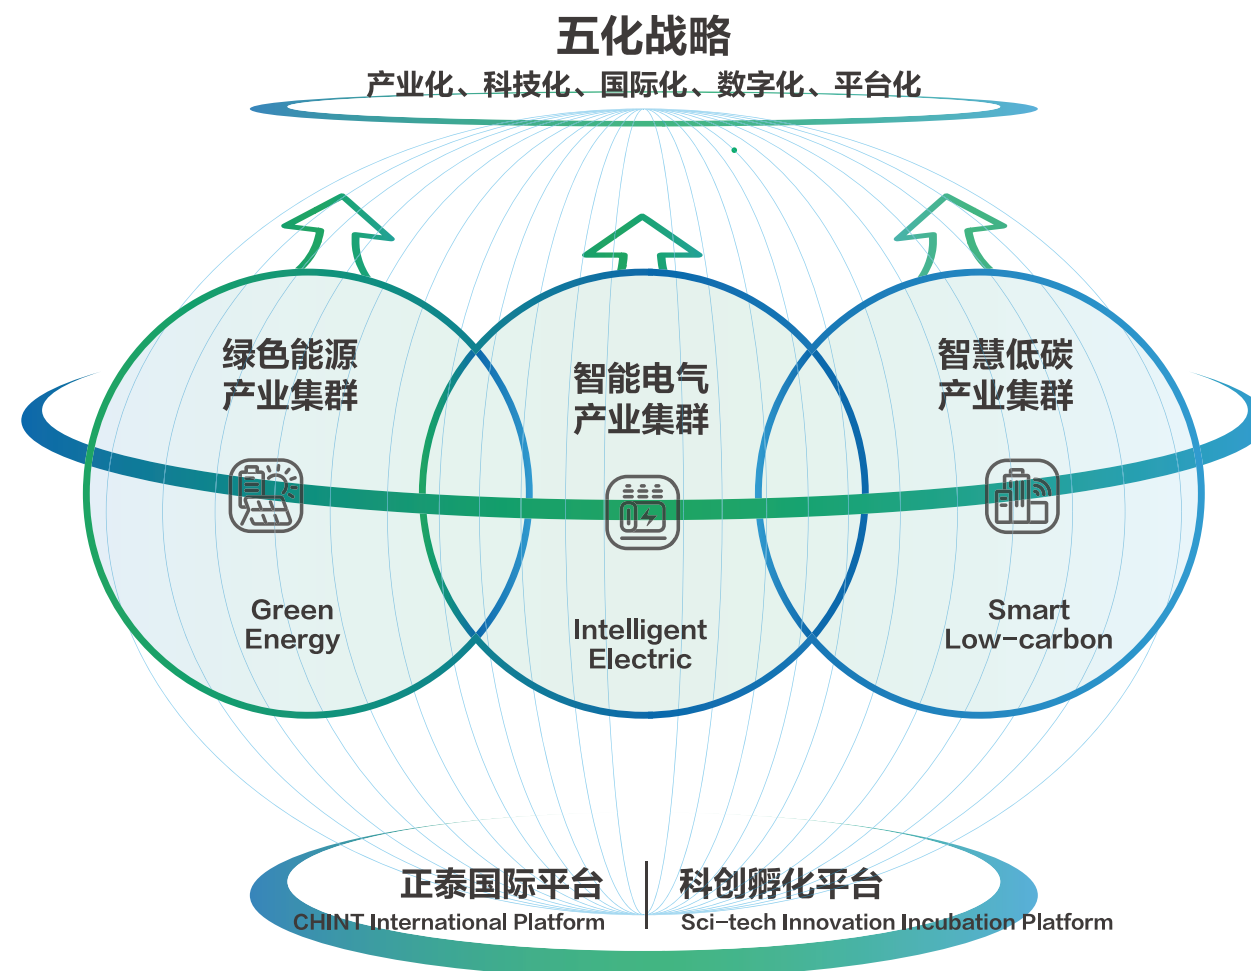 五化战略
产业化、科技化、国际化、数字化、平台化
绿色能源
产业集群
Green
Energy
智能电气
产业集群
Intelligent
Electric
智慧低碳
产业集群
Smart
Low-carbon
正泰国际平台
CHINT International Platform
科创孵化平台
Sci-tech Innovation Incubation Platform